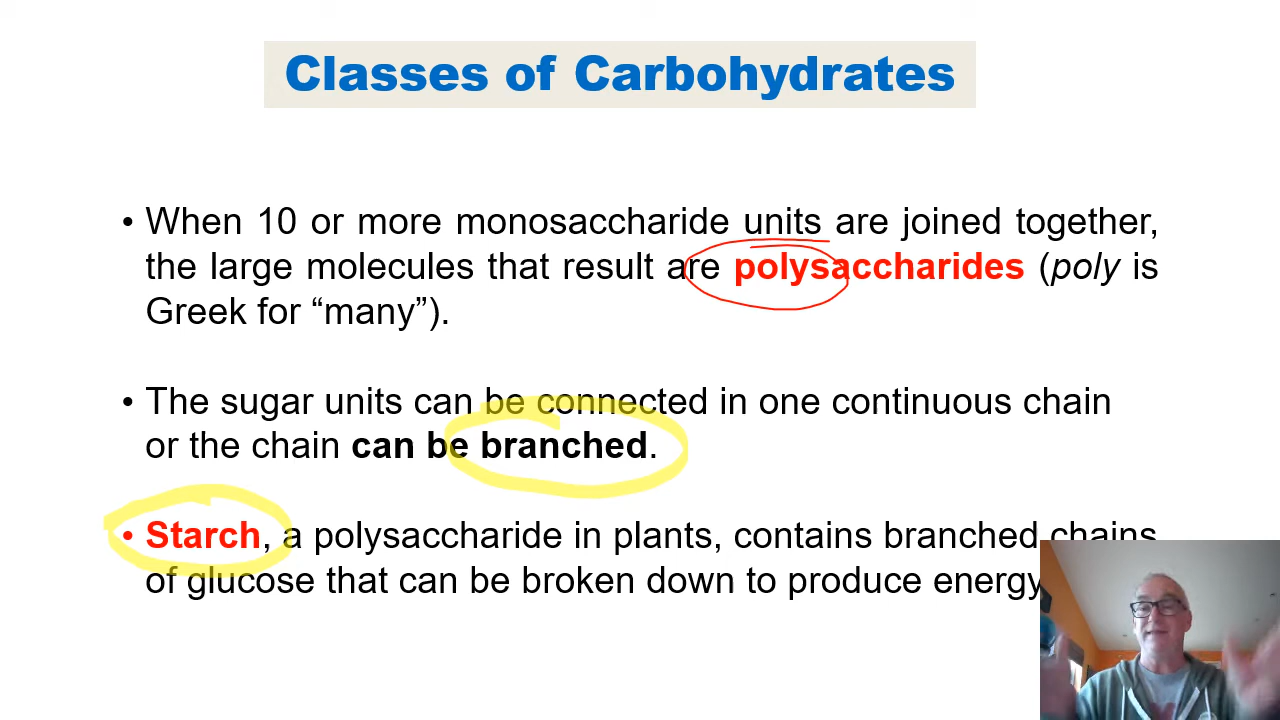 Classes of Carbohydrates
• When 10 or more monosaccharide units are joined together,
the large molecules that result are polysaccharides (poly is
Greek for “many”).
• The sugar units can be connected in one continuous chain
or the chain can be branched.
• Starch, a polysaccharide in plants, contains branched chains
of glucose that can be broken down to produce energy